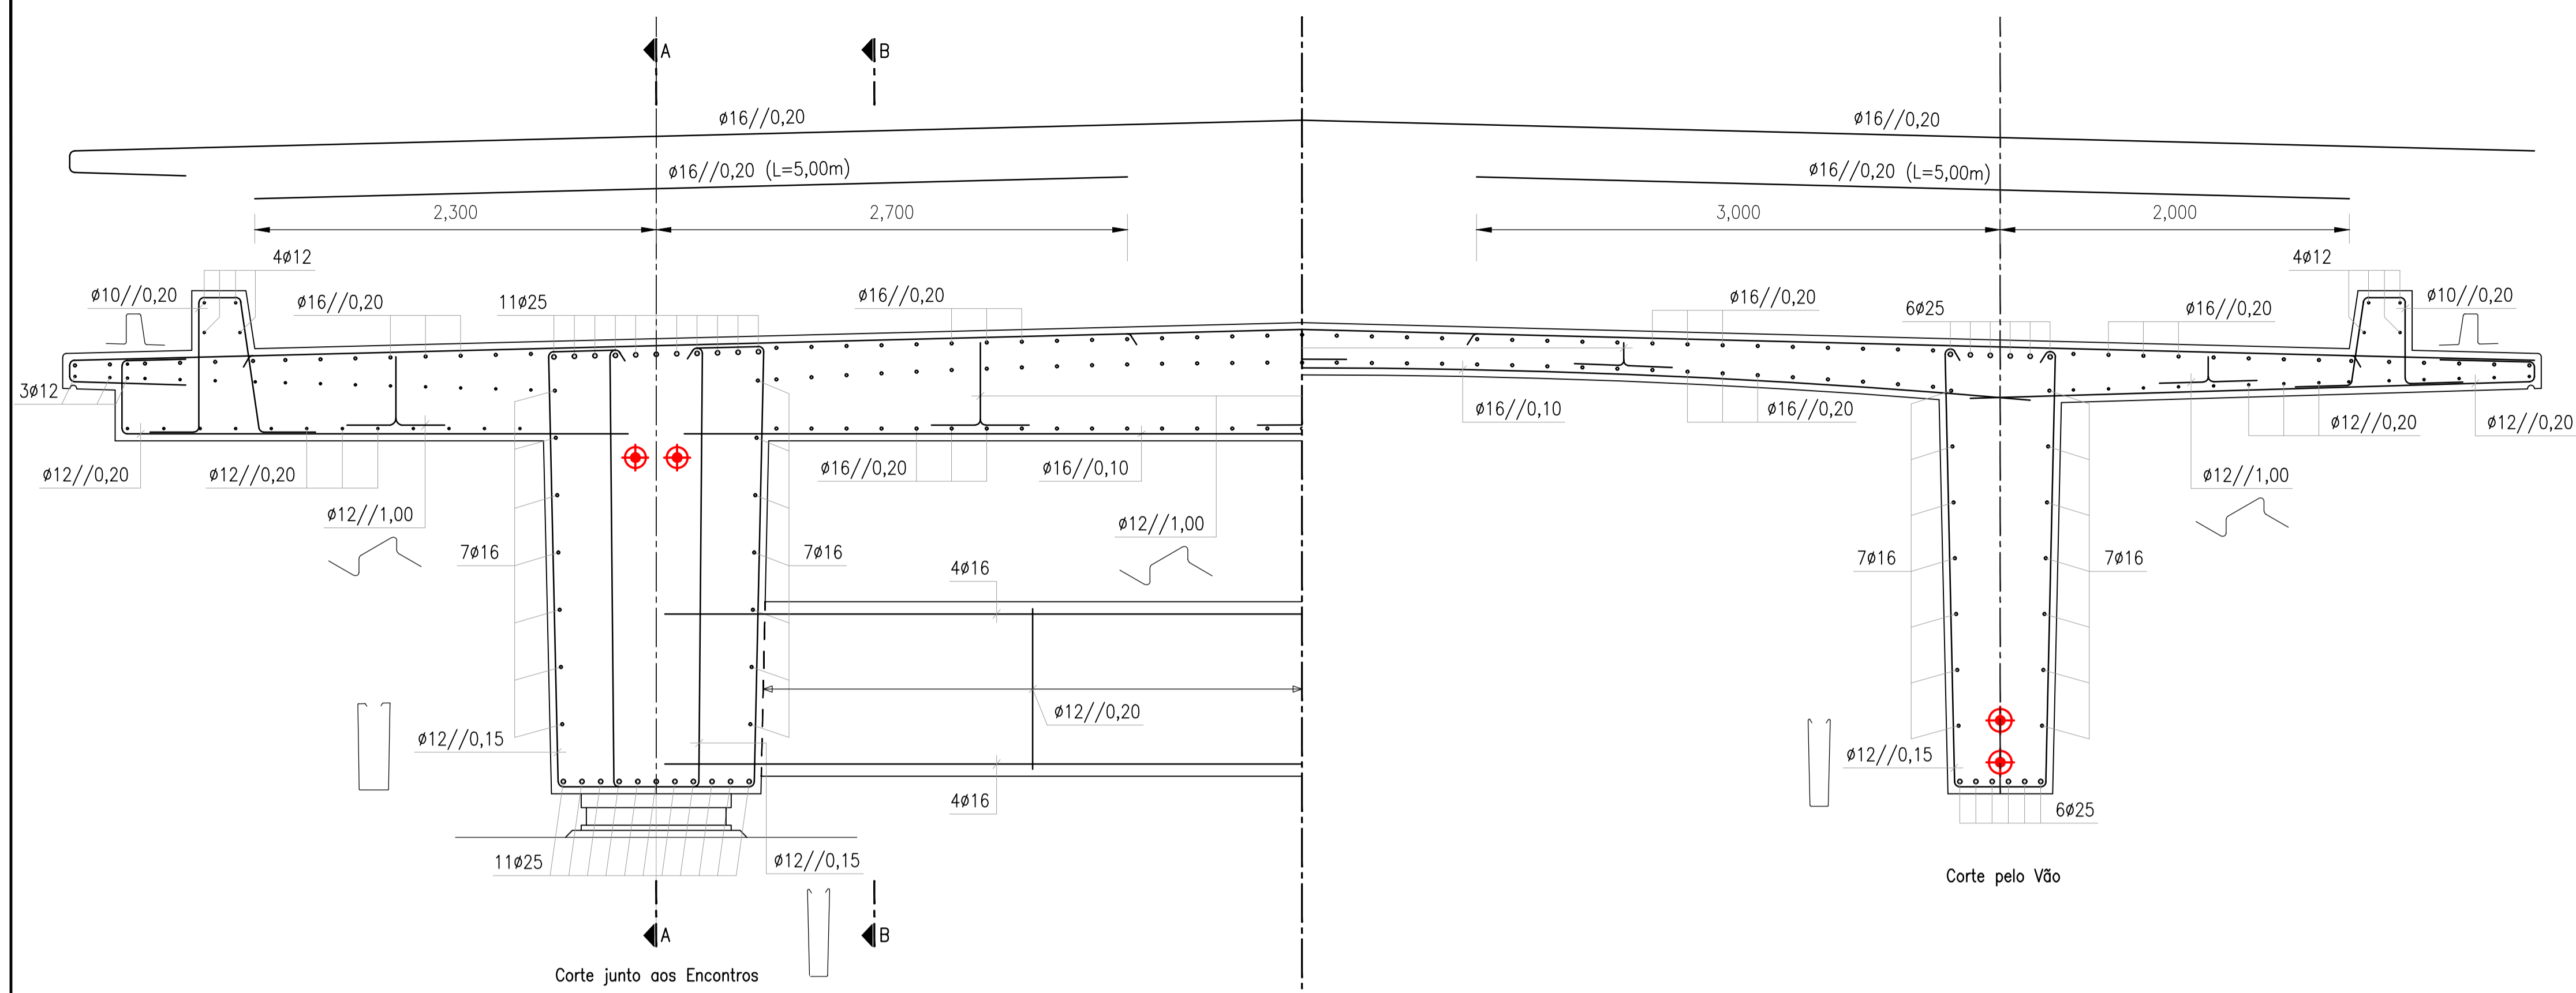 A
B
ø16//0,20
ø16//0,20
ø16//0,20 (L=5,00m)
ø16//0,20 (L=5,00m)
2,300
2,700
3,000
2,000
4ø12
4ø12
ø10//0,20
ø16//0,20
11ø25
ø16//0,20
ø16//0,20
6ø25
ø16//0,20
ø10//0,20
3ø12
ø16//0,10
ø16//0,20
ø12//0,20
ø12//0,20
ø12//0,20
ø12//0,20
ø16//0,20
ø16//0,10
ø12//1,00
ø12//1,00
ø12//1,00
7ø16
7ø16
4ø16
7ø16
7ø16
ø12//0,20
ø12//0,15
ø12//0,15
4ø16
6ø25
11ø25
ø12//0,15
Corte pelo Vão
A
B
Corte junto aos Encontros